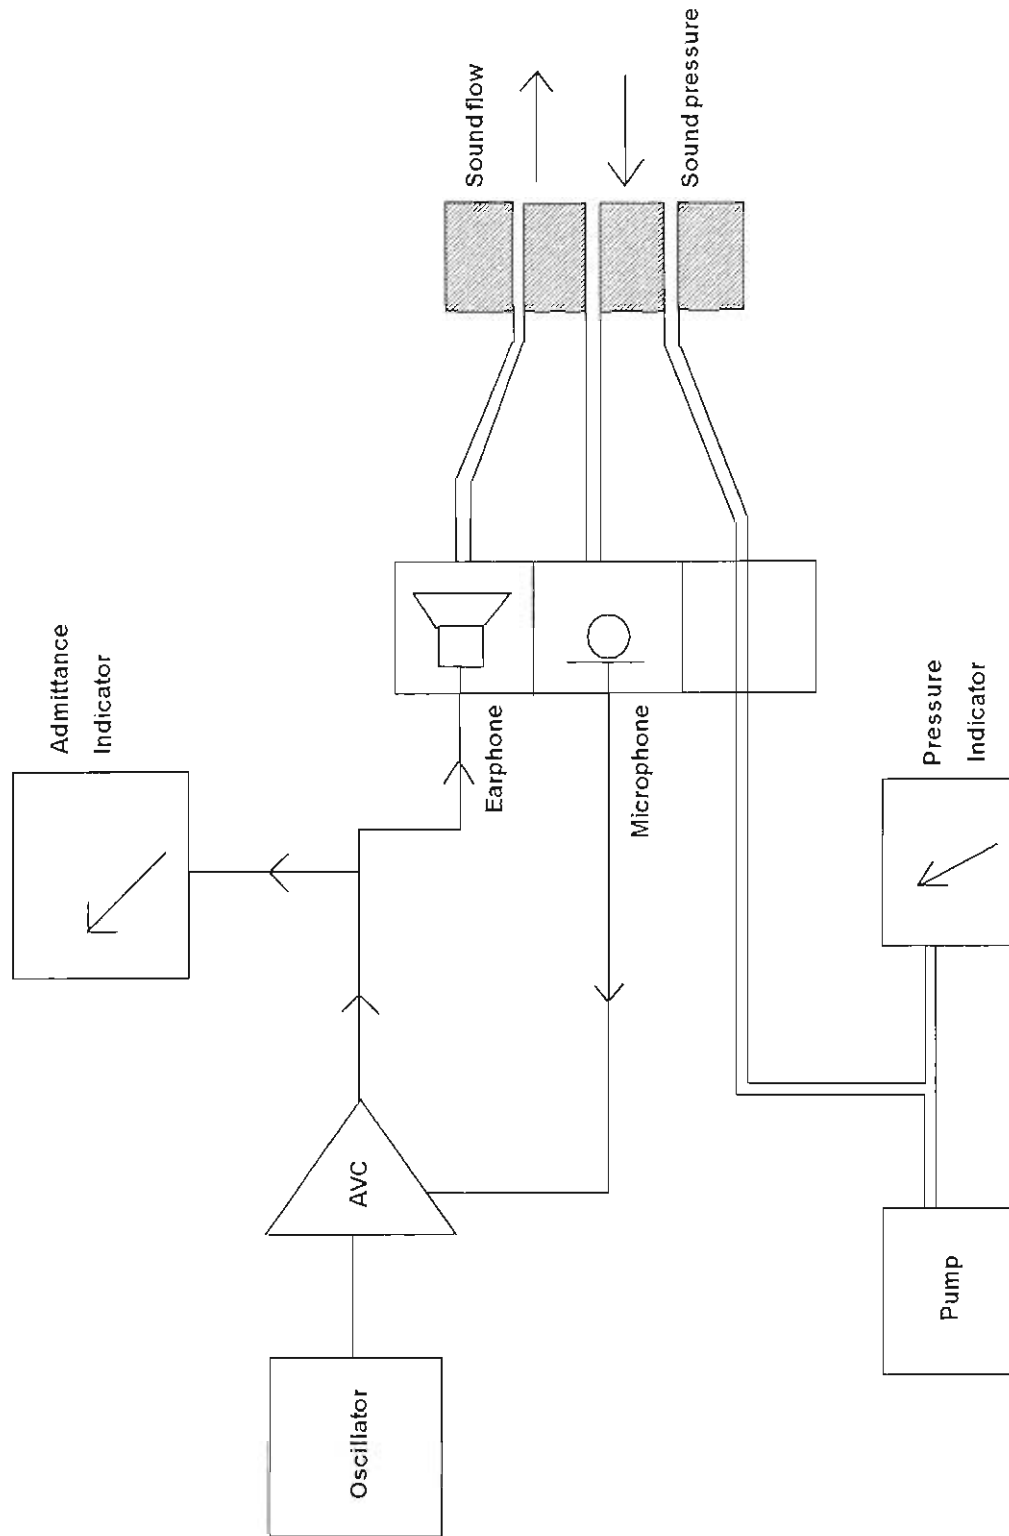 Oscillator
AVC
Admittance
Indicator
Earphone
Microphone
Sound flow
Sound pressure
Pump
Pressure
Indicator